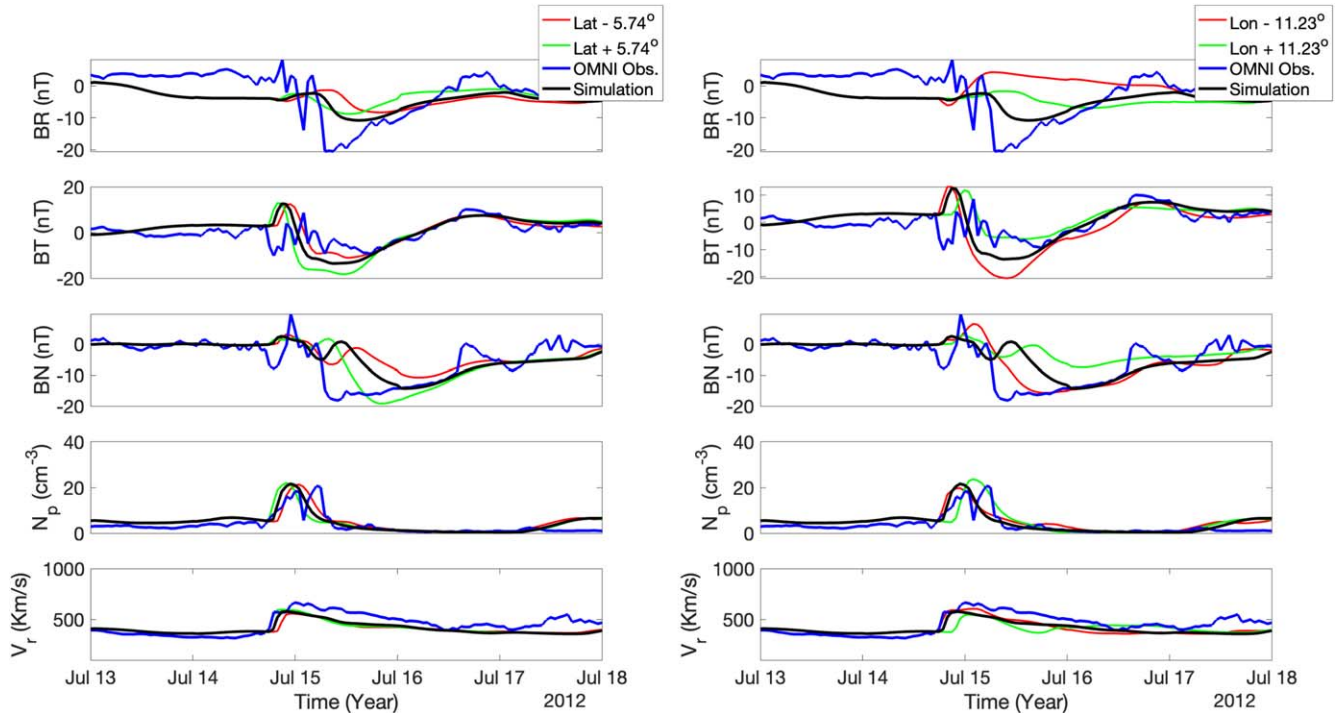 Lat - 5.74°
Lat + 5.74°
OMNI Obs.
Simulation
BR (nT)
0
-10
-20
BT (nT)
20
0
-20
BN (nT)
0
-10
-20
Np (cm-3)
40
20
0
Vr (Km/s)
1000
500
Jul 13
Jul 14
Jul 15
Jul 16
Jul 17
Jul 18
Time (Year)
2012
Lon - 11.23°
Lon + 11.23°
OMNI Obs.
Simulation
BR (nT)
0
-10
-20
BT (nT)
10
0
-10
-20
BN (nT)
0
-10
-20
Np (cm-3)
40
20
0
Vr (Km/s)
1000
500
Jul 13
Jul 14
Jul 15
Jul 16
Jul 17
Jul 18
Time (Year)
2012